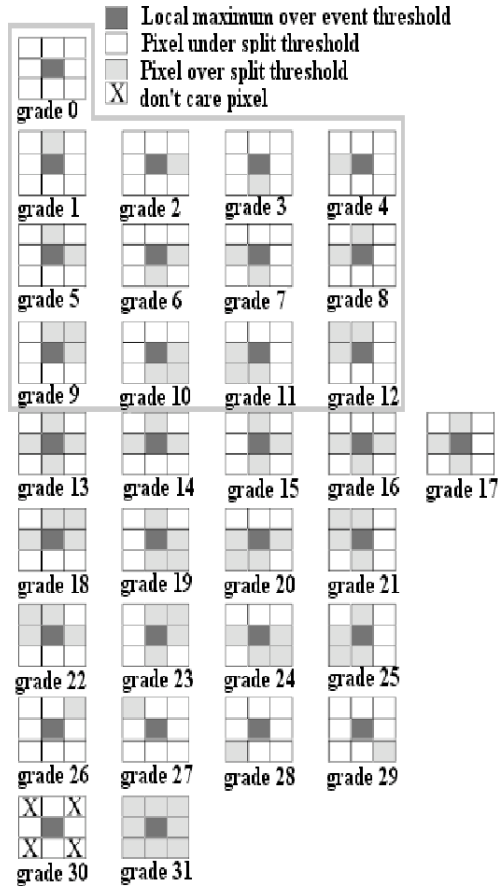 Local maximum over event threshold
Pixel under split threshold
Pixel over split threshold
X don't care pixel
grade 0
grade 1 grade 2 grade 3 grade 4
grade 5 grade 6 grade 7 grade 8
grade 9 grade 10 grade 11 grade 12
grade 13 grade 14 grade 15 grade 16 grade 17
grade 18 grade 19 grade 20 grade 21
grade 22 grade 23 grade 24 grade 25
grade 26 grade 27 grade 28 grade 29
X X
X X
grade 30 grade 31